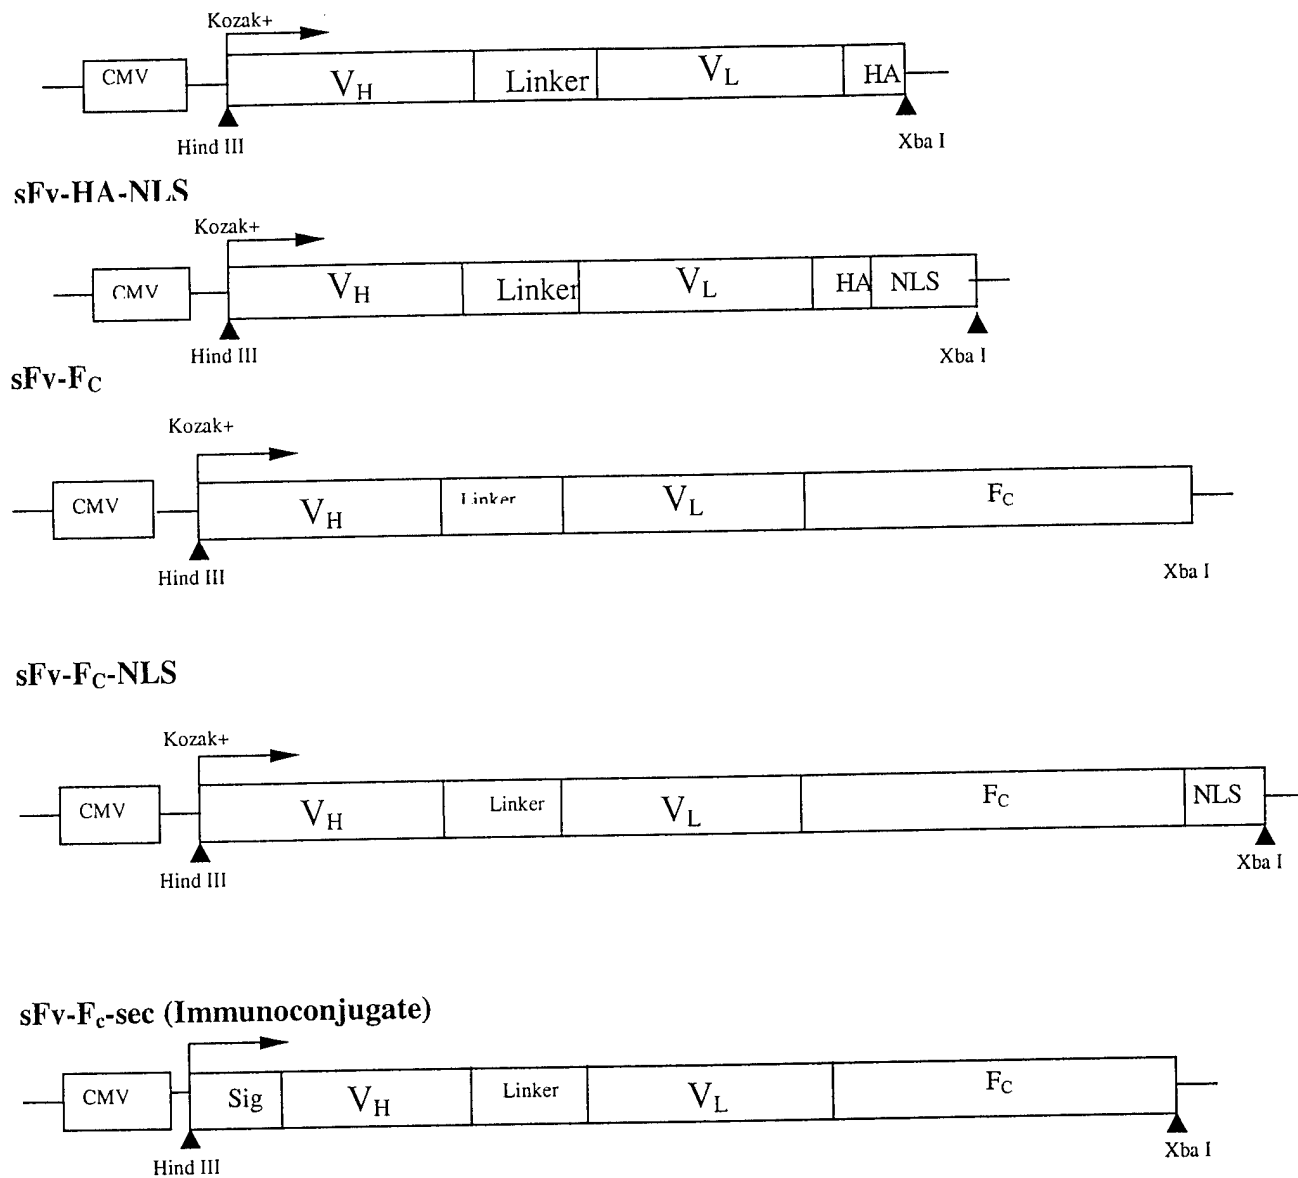 Kozak+
CMV VH Linker VL HA
Hind III Xba I
sFv-HA-NLS
Kozak+
CMV VH Linker VL HA NLS
Hind III Xba I
sFv-FC
Kozak+
CMV VH Linker VL FC
Hind III Xba I
sFv-FC-NLS
Kozak+
CMV VH Linker VL FC NLS
Hind III Xba I
sFv-Fc-sec (Immunoconjugate)
CMV Sig VH Linker VL FC
Hind III Xba I